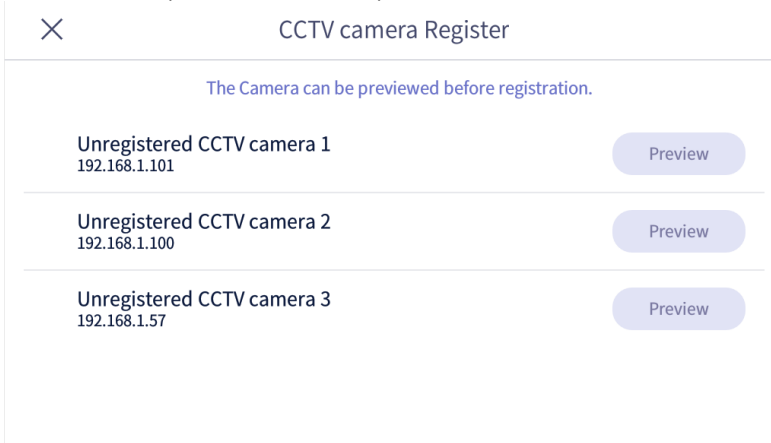 CCTV camera Register
The Camera can be previewed before registration.
Unregistered CCTV camera 1
192.168.1.101
Preview
Unregistered CCTV camera 2
192.168.1.100
Preview
Unregistered CCTV camera 3
192.168.1.57
Preview